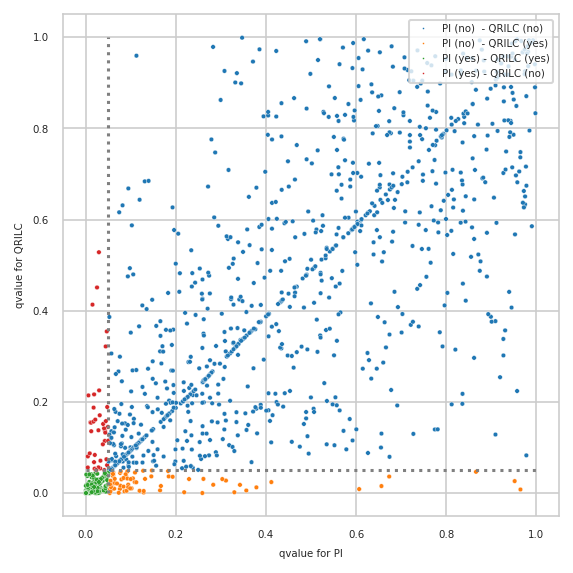 PI (no) - QRILC (no)
PI (no) - QRILC (yes)
PI (yes) - QRILC (yes)
PI (yes) - QRILC (no)
1.0
0.8
0.6
0.4
0.2
0.0
qvalue for QRILC
0.0 0.2 0.4 0.6 0.8 1.0
qvalue for PI